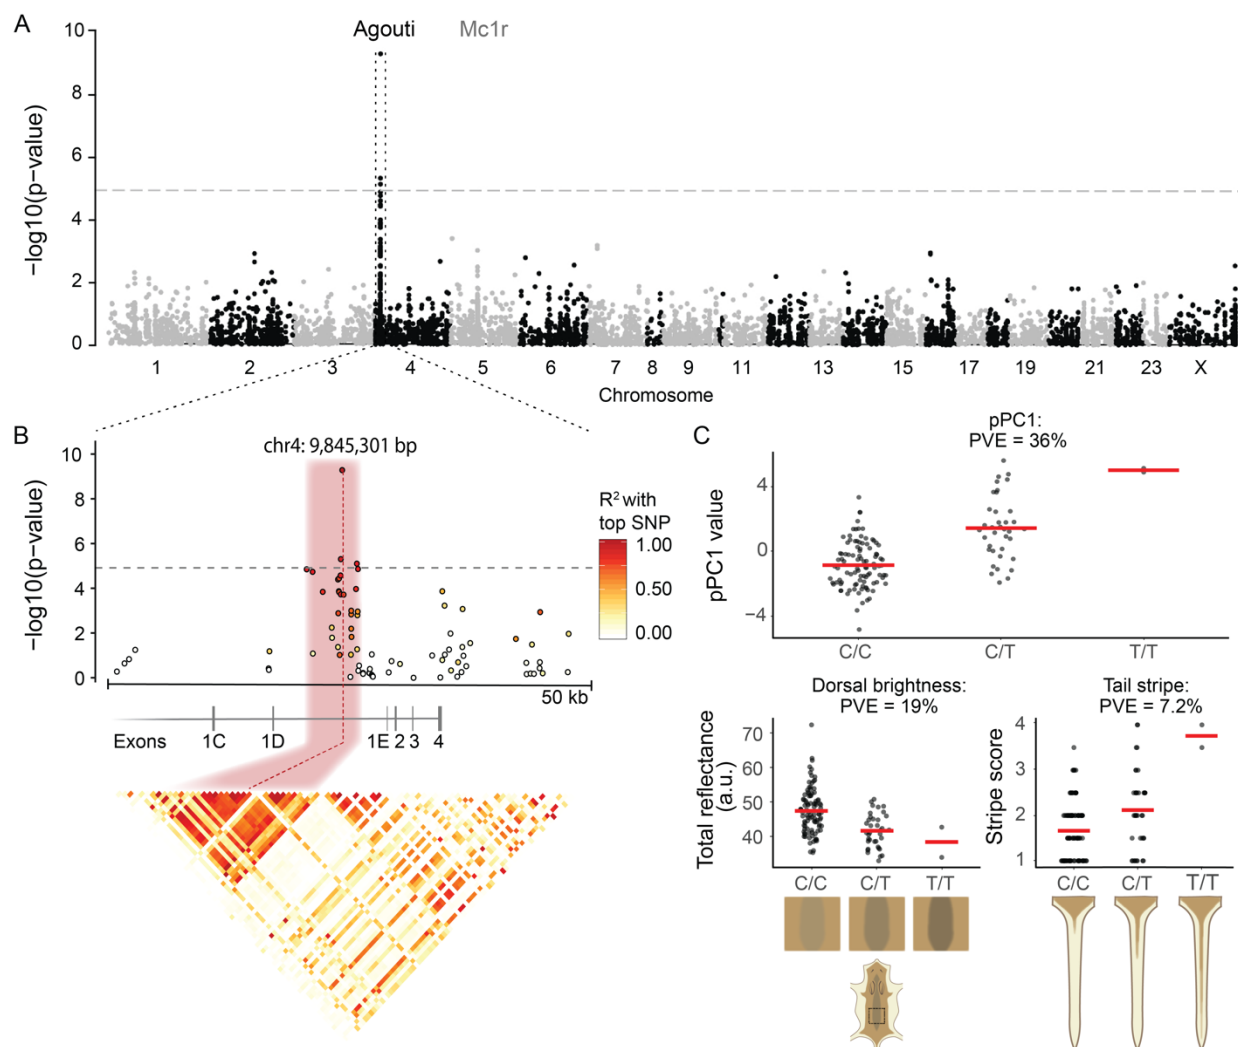 A
Agouti
Mc1r
−log10(p−value)
10
8
6
4
2
0
1
2
3
4
5
6
7
8
9
11
13
15
17
19
21
23
X
Chromosome
B
chr4: 9,845,301 bp
−log10(p−value)
10
8
6
4
2
0
50 kb
R² with
top SNP
1.00
0.50
0.00
Exons
1C
1D
1E
2
3
4
C
pPC1:
PVE = 36%
pPC1 value
4
0
−4
C/C
C/T
T/T
Dorsal brightness:
PVE = 19%
Total reflectance
(a.u.)
70
60
50
40
C/C
C/T
T/T
Tail stripe:
PVE = 7.2%
Stripe score
4
3
2
1
C/C
C/T
T/T